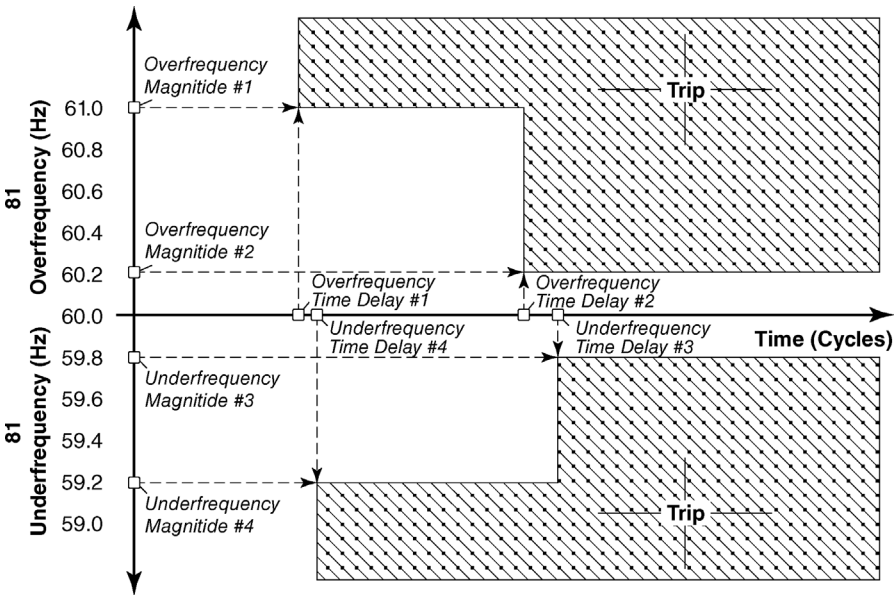 Overfrequency
Magnitide #1
61.0
60.8
60.6
60.4
60.2
60.0
59.8
59.6
59.4
59.2
59.0
81
Overfrequency (Hz)
81
Underfrequency (Hz)
Trip
Overfrequency
Magnitide #2
Overfrequency
Time Delay #1
Overfrequency
Time Delay #2
Underfrequency
Time Delay #4
Underfrequency
Time Delay #3
Time (Cycles)
Underfrequency
Magnitide #3
Underfrequency
Magnitide #4
Trip